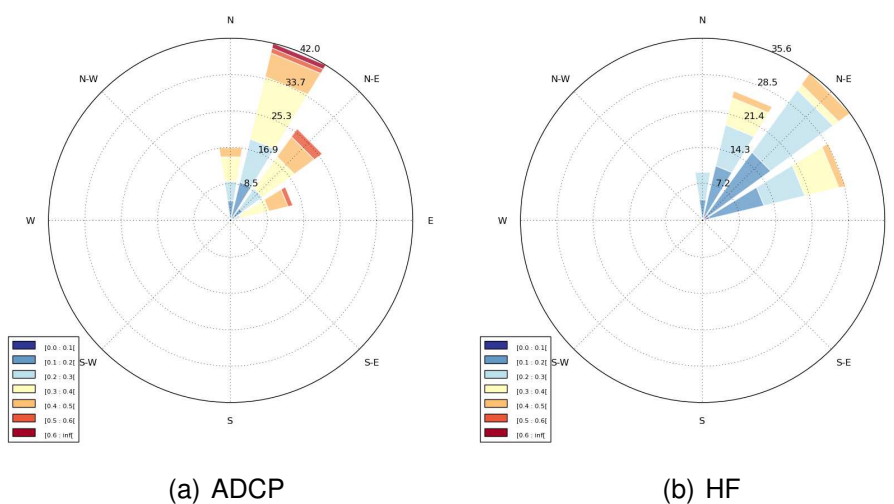 N
N-W
N-E
W
E
S-W
S-E
S
42.0
33.7
25.3
16.9
8.5
[0.0 : 0.1[
[0.1 : 0.2[
[0.2 : 0.3[
[0.3 : 0.4[
[0.4 : 0.5[
[0.5 : 0.6[
[0.6 : inf[
(a) ADCP
N
N-W
N-E
W
S-W
S-E
S
35.6
28.5
21.4
14.3
7.2
[0.0 : 0.1[
[0.1 : 0.2[
[0.2 : 0.3[
[0.3 : 0.4[
[0.4 : 0.5[
[0.5 : 0.6[
[0.6 : inf[
(b) HF